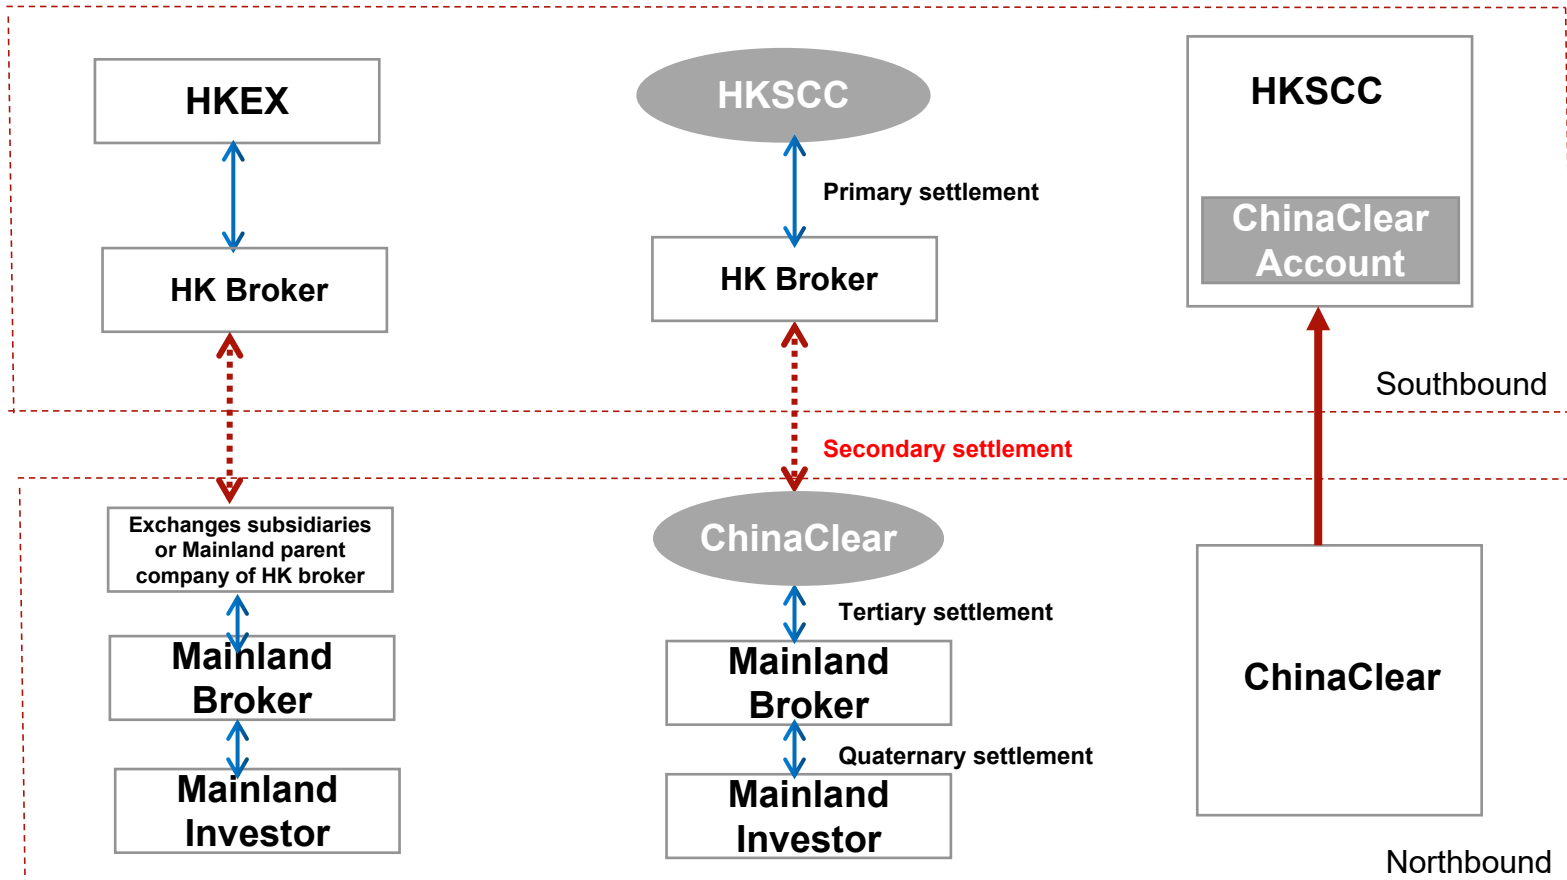 HKEX
HKSCC
HKSCC
Primary settlement
ChinaClear
Account
HK Broker
HK Broker
Southbound
Secondary settlement
Exchanges subsidiaries
or Mainland parent
company of HK broker
ChinaClear
Tertiary settlement
Mainland
Broker
Mainland
Broker
ChinaClear
Quaternary settlement
Mainland
Investor
Mainland
Investor
Northbound